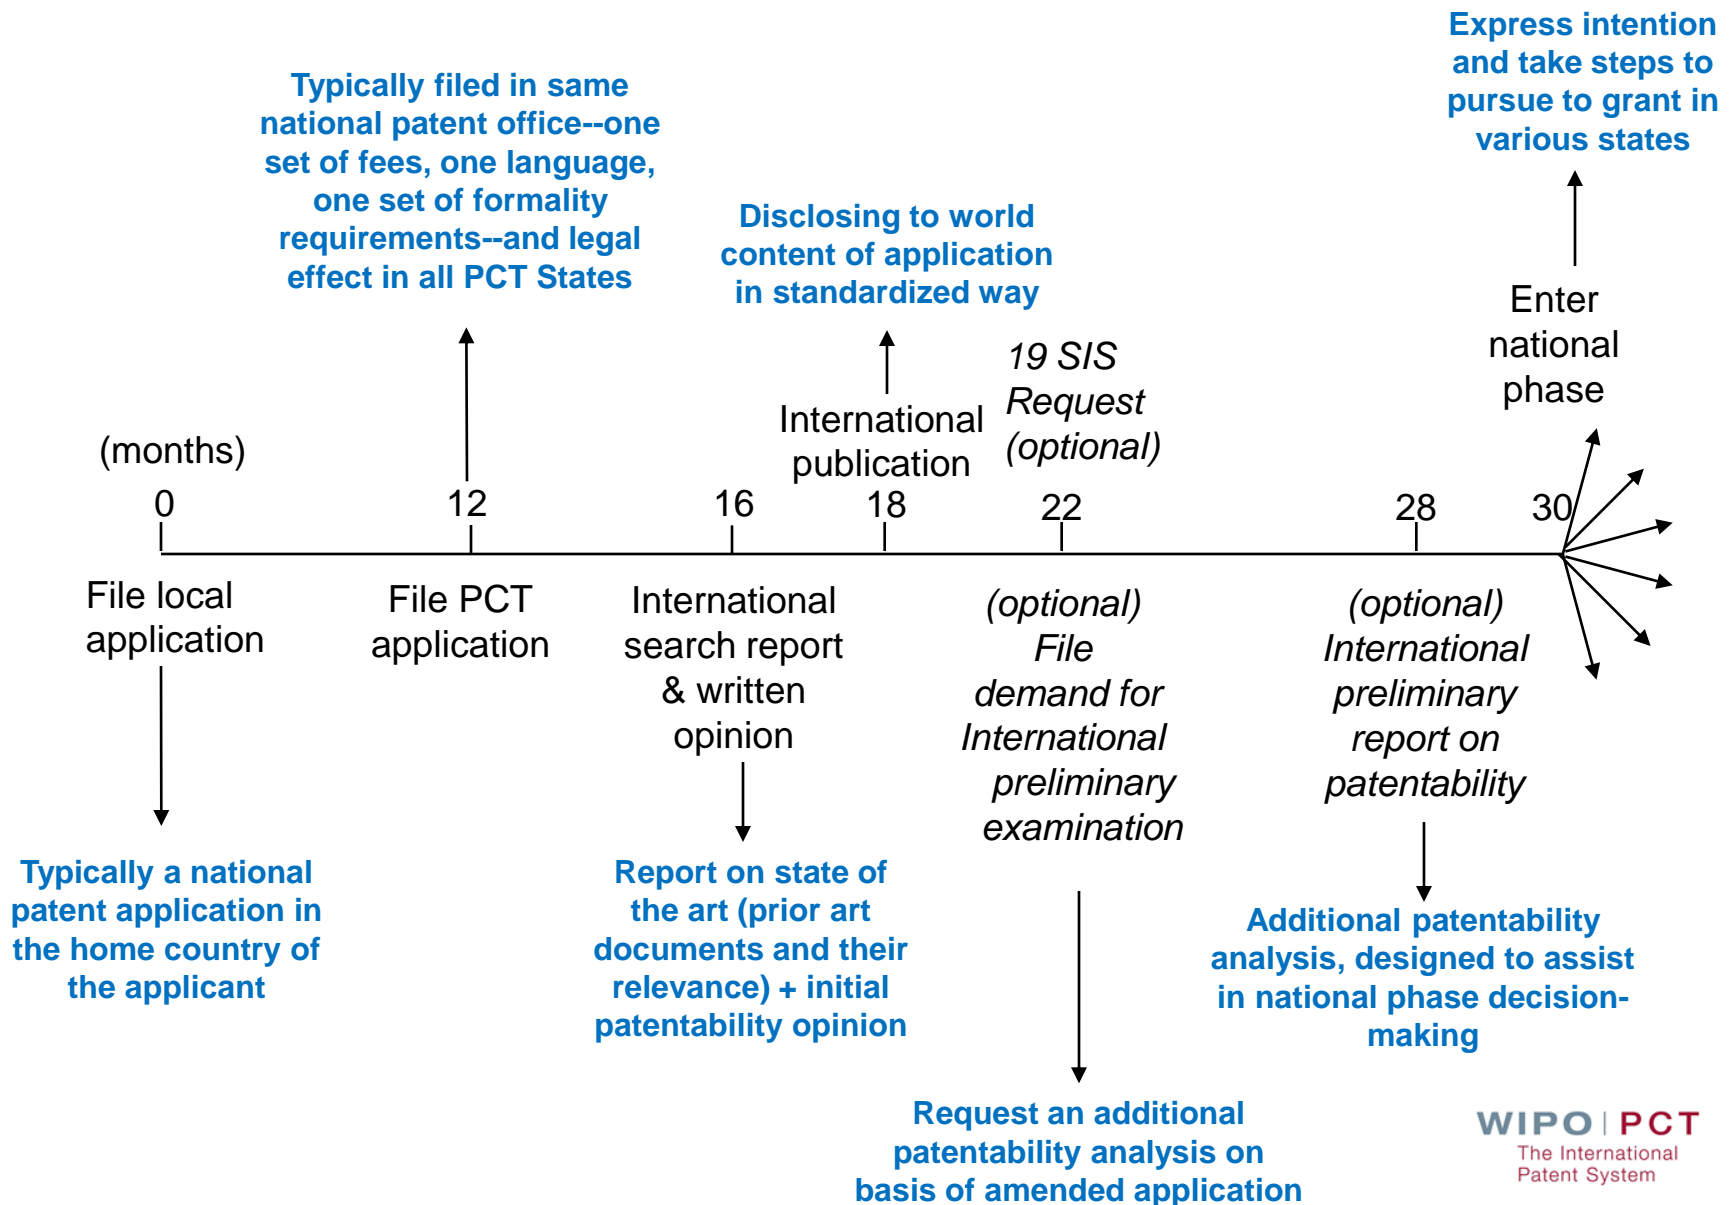 Express intention
and take steps to
pursue to grant in
various states
Typically filed in same
national patent office--one
set of fees, one language,
one set of formality
requirements--and legal
effect in all PCT States
Disclosing to world
content of application
in standardized way
Enter
national
phase
19 SIS
Request
(optional)
International
publication
(months)
0
12
16
18
22
28
30
File local
application
File PCT
application
International
search report
& written
opinion
(optional)
File
demand for
International
preliminary
examination
(optional)
International
preliminary
report on
patentability
Typically a national
patent application in
the home country of
the applicant
Report on state of
the art (prior art
documents and their
relevance) + initial
patentability opinion
Additional patentability
analysis, designed to assist
in national phase decision-
making
Request an additional
patentability analysis on
basis of amended application
WIPO | PCT
The International
Patent System